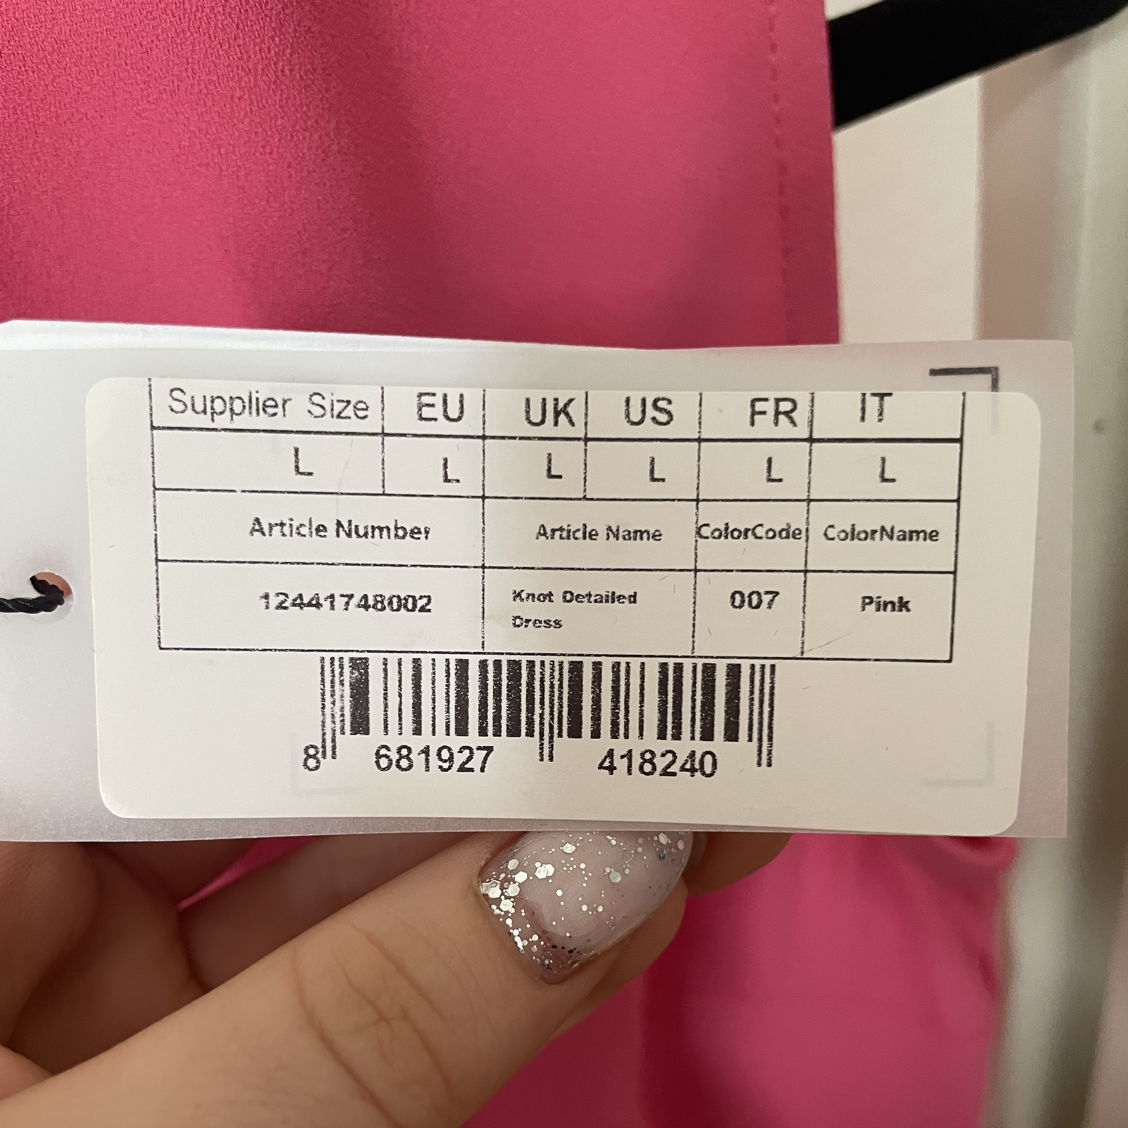 Supplier Size EU UK US FR IT
L L L L L L
Article Number Article Name ColorCode ColorName
12441748002 Knot Detailed 007 Pink
Dress
8 681927 418240